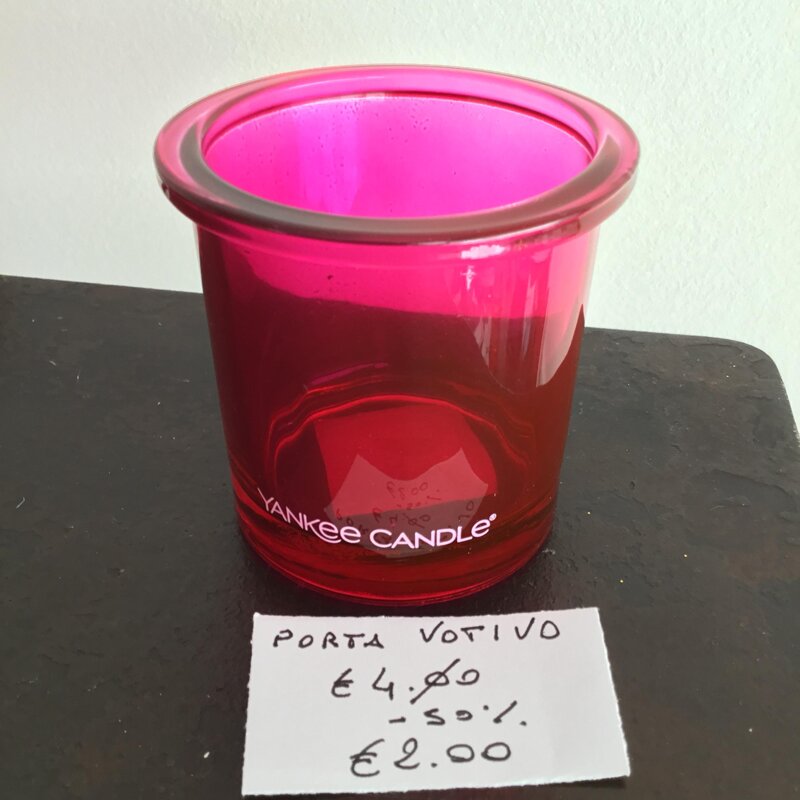 YANKEE CANDLE®
PORTA VOTIVO
€ 4.00
-50%
€ 2.00